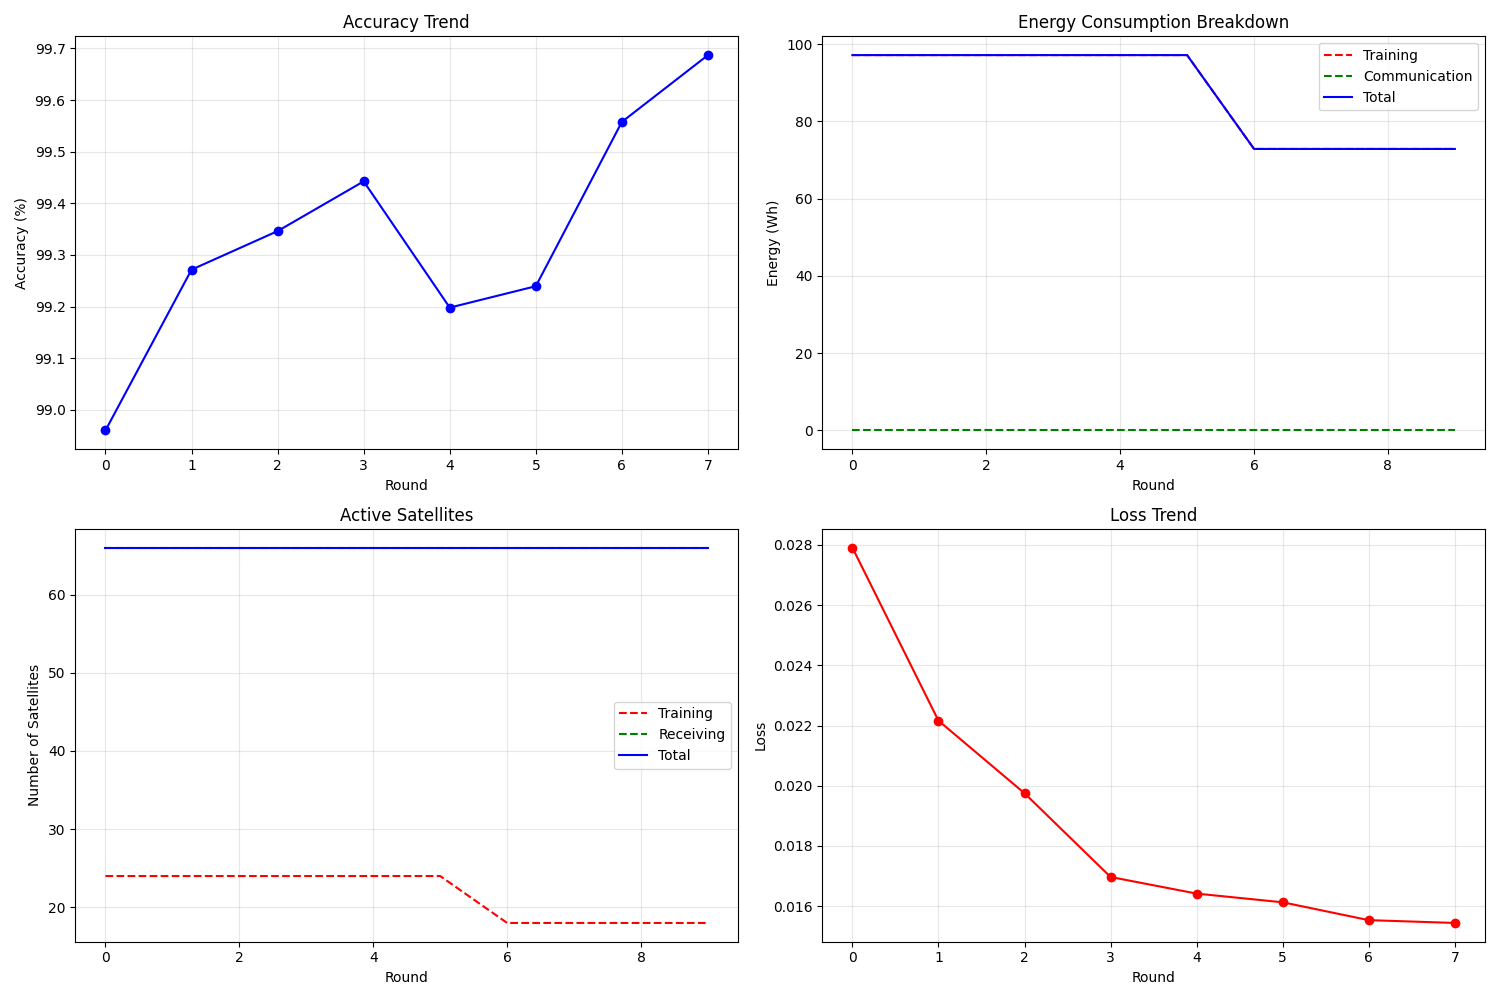 Accuracy Trend
Accuracy (%)
99.7
99.6
99.5
99.4
99.3
99.2
99.1
99.0
0 1 2 3 4 5 6 7
Round
Energy Consumption Breakdown
Energy (Wh)
100
80
60
40
20
0
Training
Communication
Total
0 2 4 6 8
Round
Active Satellites
Number of Satellites
60
50
40
30
20
Training
Receiving
Total
0 2 4 6 8
Round
Loss Trend
Loss
0.028
0.026
0.024
0.022
0.020
0.018
0.016
0 1 2 3 4 5 6 7
Round